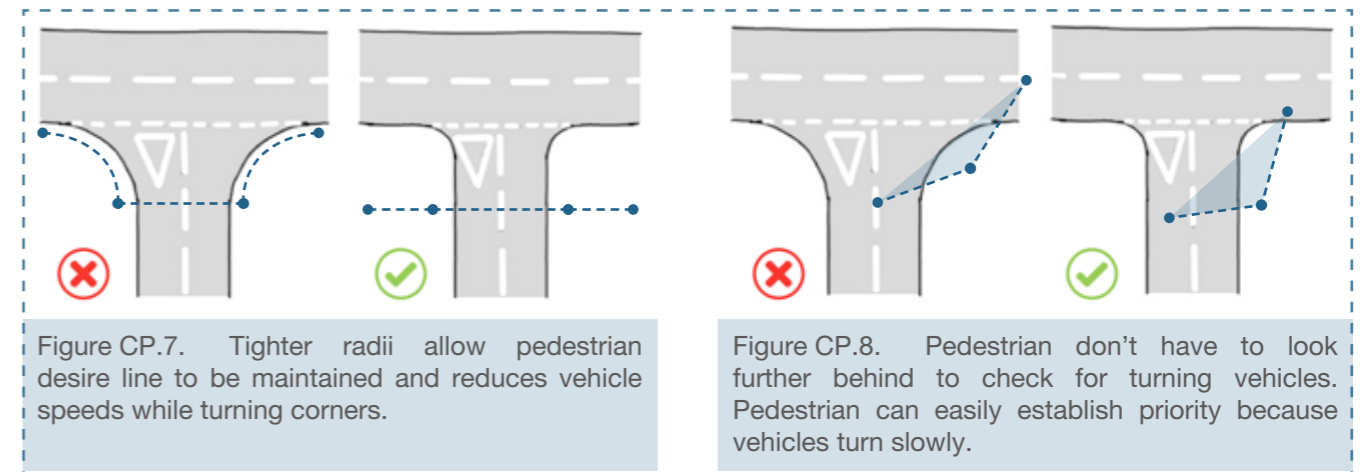 Figure CP.7. Tighter radii allow pedestrian
desire line to be maintained and reduces vehicle
speeds while turning corners.
Figure CP.8. Pedestrian don’t have to look
further behind to check for turning vehicles.
Pedestrian can easily establish priority because
vehicles turn slowly.